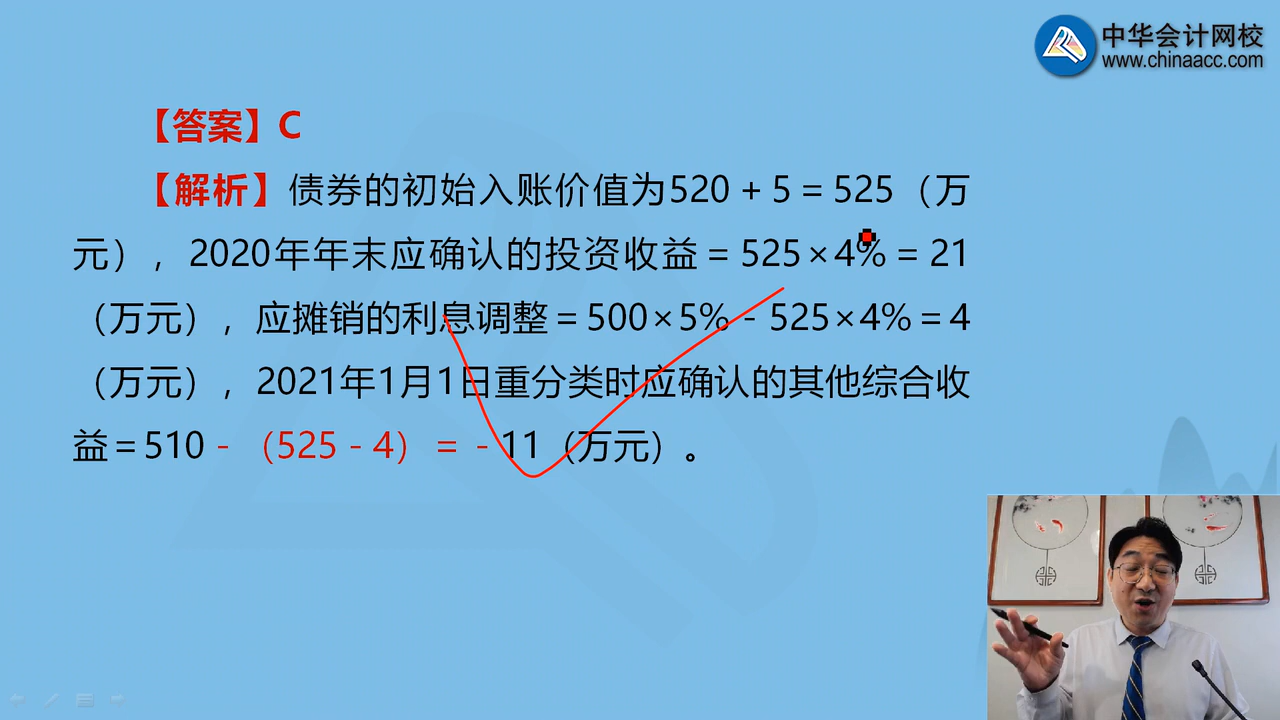 中华会计网校
www.chinaacc.com
【答案】C
【解析】债券的初始入账价值为520＋5＝525（万
元），2020年年末应确认的投资收益＝525×4%＝21
（万元），应摊销的利息调整＝500×5%－525×4%＝4
（万元），2021年1月1日重分类时应确认的其他综合收
益＝510－（525－4）＝－11（万元）。